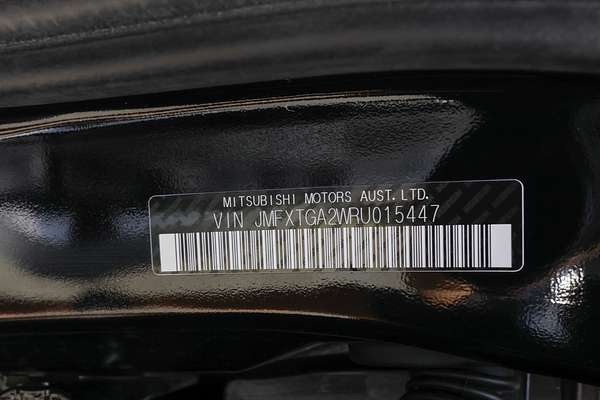 MITSUBISHI MOTORS AUST.LTD.
VIN JMFXTGA2WRU015447